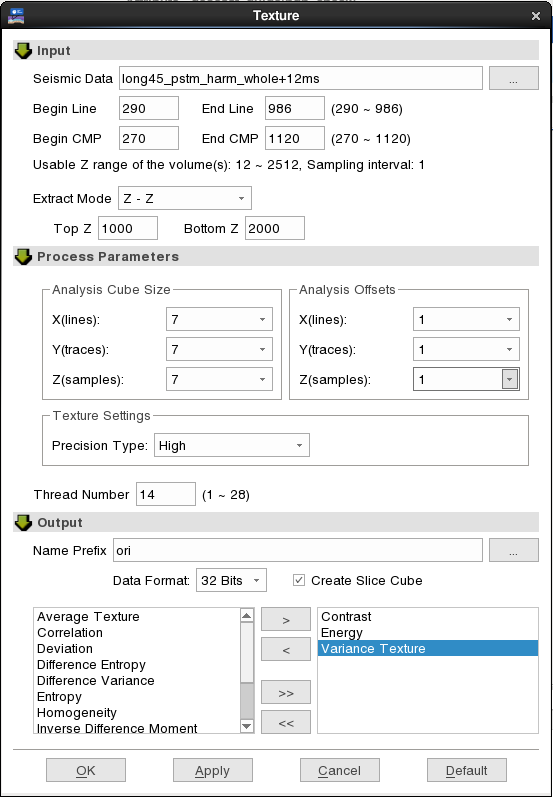 Texture
Input
Seismic Data long45_pstm_harm_whole+12ms ...
Begin Line 290 End Line 986 (290 ~ 986)
Begin CMP 270 End CMP 1120 (270 ~ 1120)
Usable Z range of the volume(s): 12 ~ 2512, Sampling interval: 1
Extract Mode Z - Z
Top Z 1000 Bottom Z 2000
Process Parameters
Analysis Cube Size Analysis Offsets
X(lines): 7 X(lines): 1
Y(traces): 7 Y(traces): 1
Z(samples): 7 Z(samples): 1
Texture Settings
Precision Type: High
Thread Number 14 (1 ~ 28)
Output
Name Prefix ori ...
Data Format: 32 Bits Create Slice Cube
Average Texture > Contrast
Correlation Energy
Deviation < Variance Texture
Difference Entropy
Difference Variance >>
Entropy
Homogeneity <<
Inverse Difference Moment
OK Apply Cancel Default